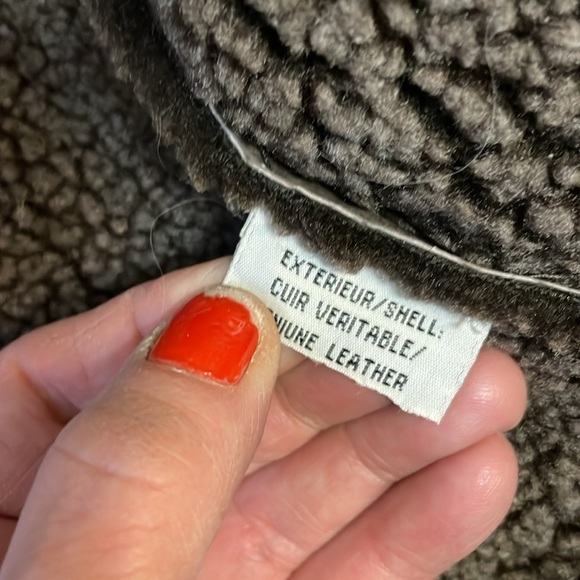 EXTERIEUR/SHELL:
CUIR VERITABLE/
LEATHER